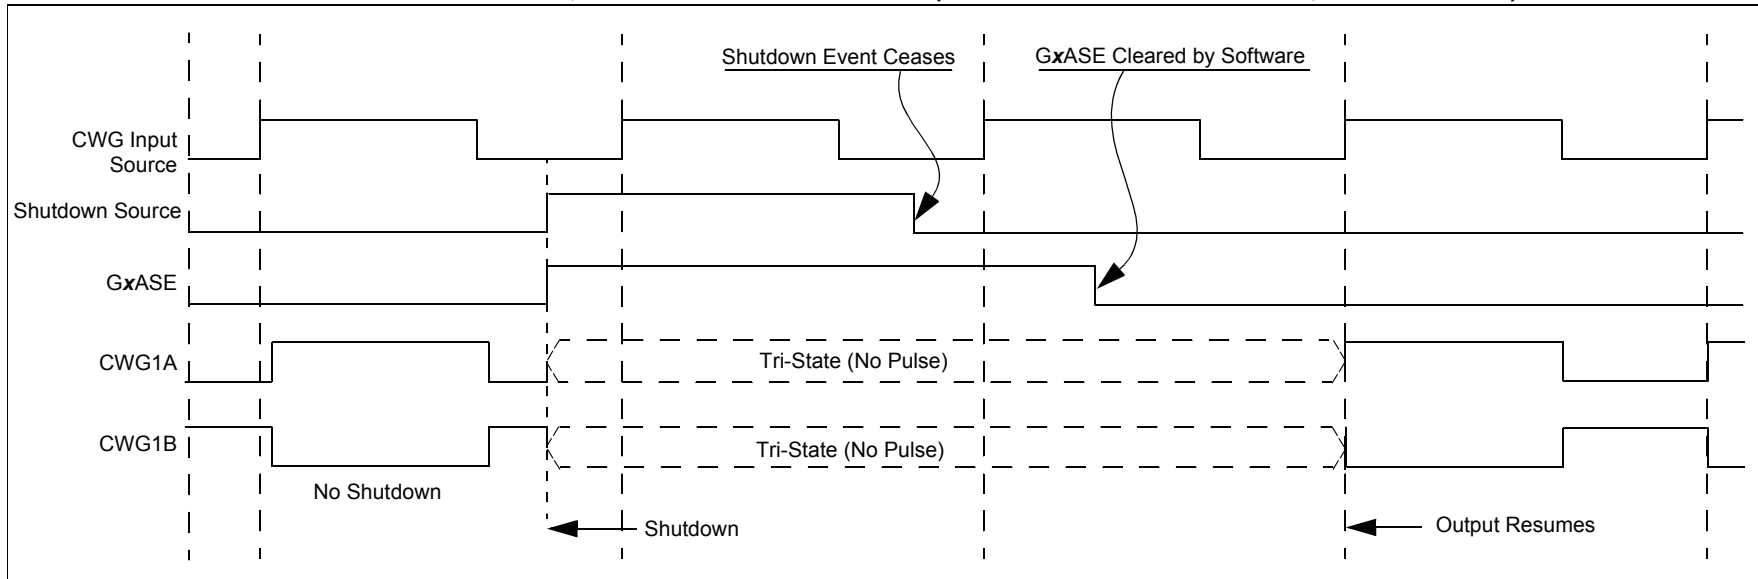 Shutdown Event Ceases
GxASE Cleared by Software
CWG Input
Source
Shutdown Source
GxASE
CWG1A
Tri-State (No Pulse)
CWG1B
Tri-State (No Pulse)
No Shutdown
Shutdown
Output Resumes